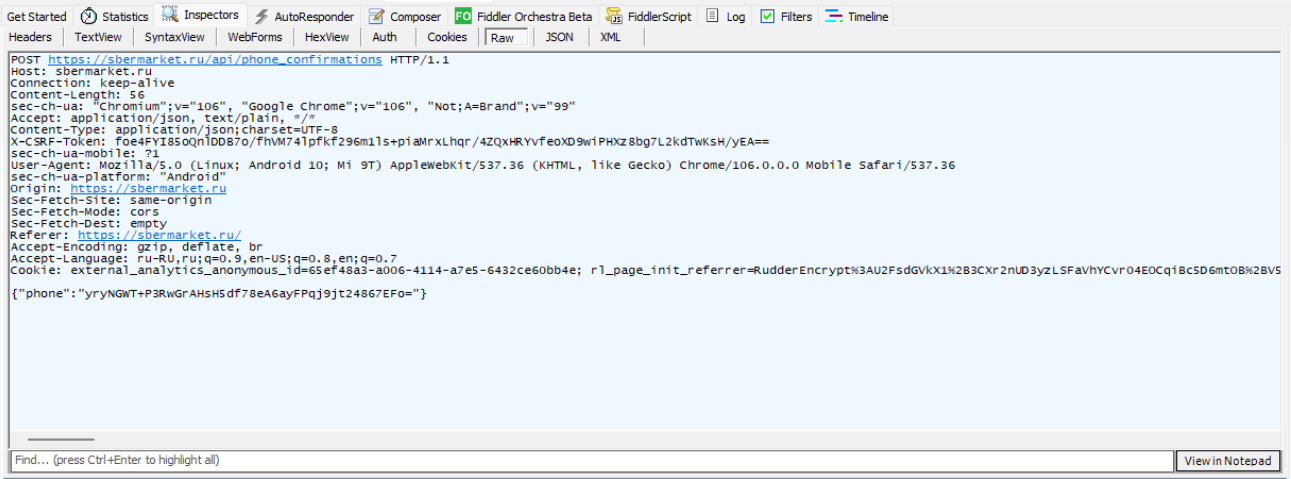 Get Started Statistics Inspectors AutoResponder Composer FO Fiddler Orchestra Beta FiddlerScript Log Filters Timeline
Headers TextView SyntaxView WebForms HexView Auth Cookies Raw JSON XML
POST https://sbermarket.ru/api/phone_confirmations HTTP/1.1
Host: sbermarket.ru
Connection: keep-alive
Content-Length: 56
sec-ch-ua: "Chromium";v="106", "Google Chrome";v="106", "Not;A=Brand";v="99"
Accept: application/json, text/plain, */*
Content-Type: application/json;charset=UTF-8
X-CSRF-Token: foe4FYI85oQnlDDB7o/fhVM74lpfkf296m1ls+piaMrxLhqr/4ZQxHRYvfeoXD9wiPHXz8bg7L2kdTwKsH/yEA==
sec-ch-ua-mobile: ?1
User-Agent: Mozilla/5.0 (Linux; Android 10; Mi 9T) AppleWebKit/537.36 (KHTML, like Gecko) Chrome/106.0.0.0 Mobile Safari/537.36
sec-ch-ua-platform: "Android"
Origin: https://sbermarket.ru
Sec-Fetch-Site: same-origin
Sec-Fetch-Mode: cors
Sec-Fetch-Dest: empty
Referer: https://sbermarket.ru/
Accept-Encoding: gzip, deflate, br
Accept-Language: ru-RU,ru;q=0.9,en-US;q=0.8,en;q=0.7
Cookie: external_analytics_anonymous_id=65ef48a3-a006-4114-a7e5-6432ce60bb4e; rl_page_init_referrer=RudderEncrypt%3AU2FsdGVkX1%2B3CXr2nUD3yzLSFaVhYCvr04EOCqiBc5D6mtOB%2BV5
{"phone":"yryNGWT+P3RwGrAHsH5df78eA6ayFPqj9jt24867EFo="}
Find... (press Ctrl+Enter to highlight all) View in Notepad